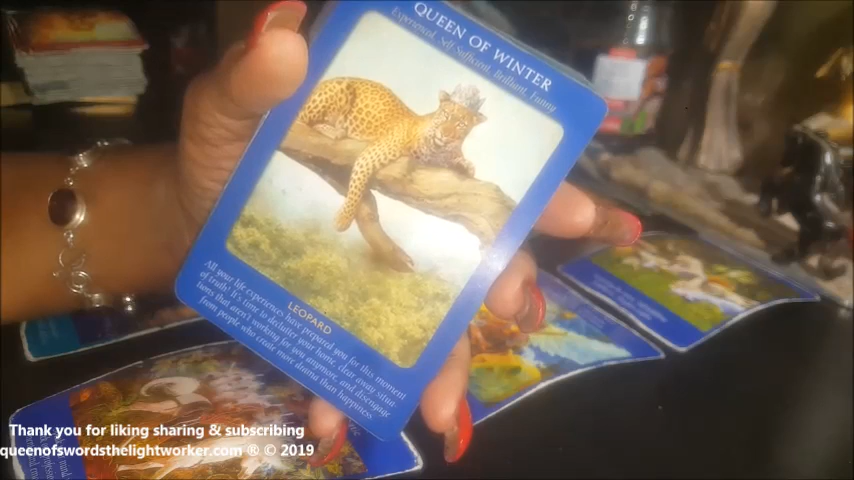 QUEEN OF WINTER
Experienced, Self-Sufficient, Brilliant, Funny
LEOPARD
All your life experiences have prepared you for this moment
of truth! It's time to declutter your home, clear away situa-
tions that aren't working for you anymore, and disengage
from people who create more drama than happiness.
Thank you for liking sharing & subscribing
queenofswordsthelightworker.com ® © 2019